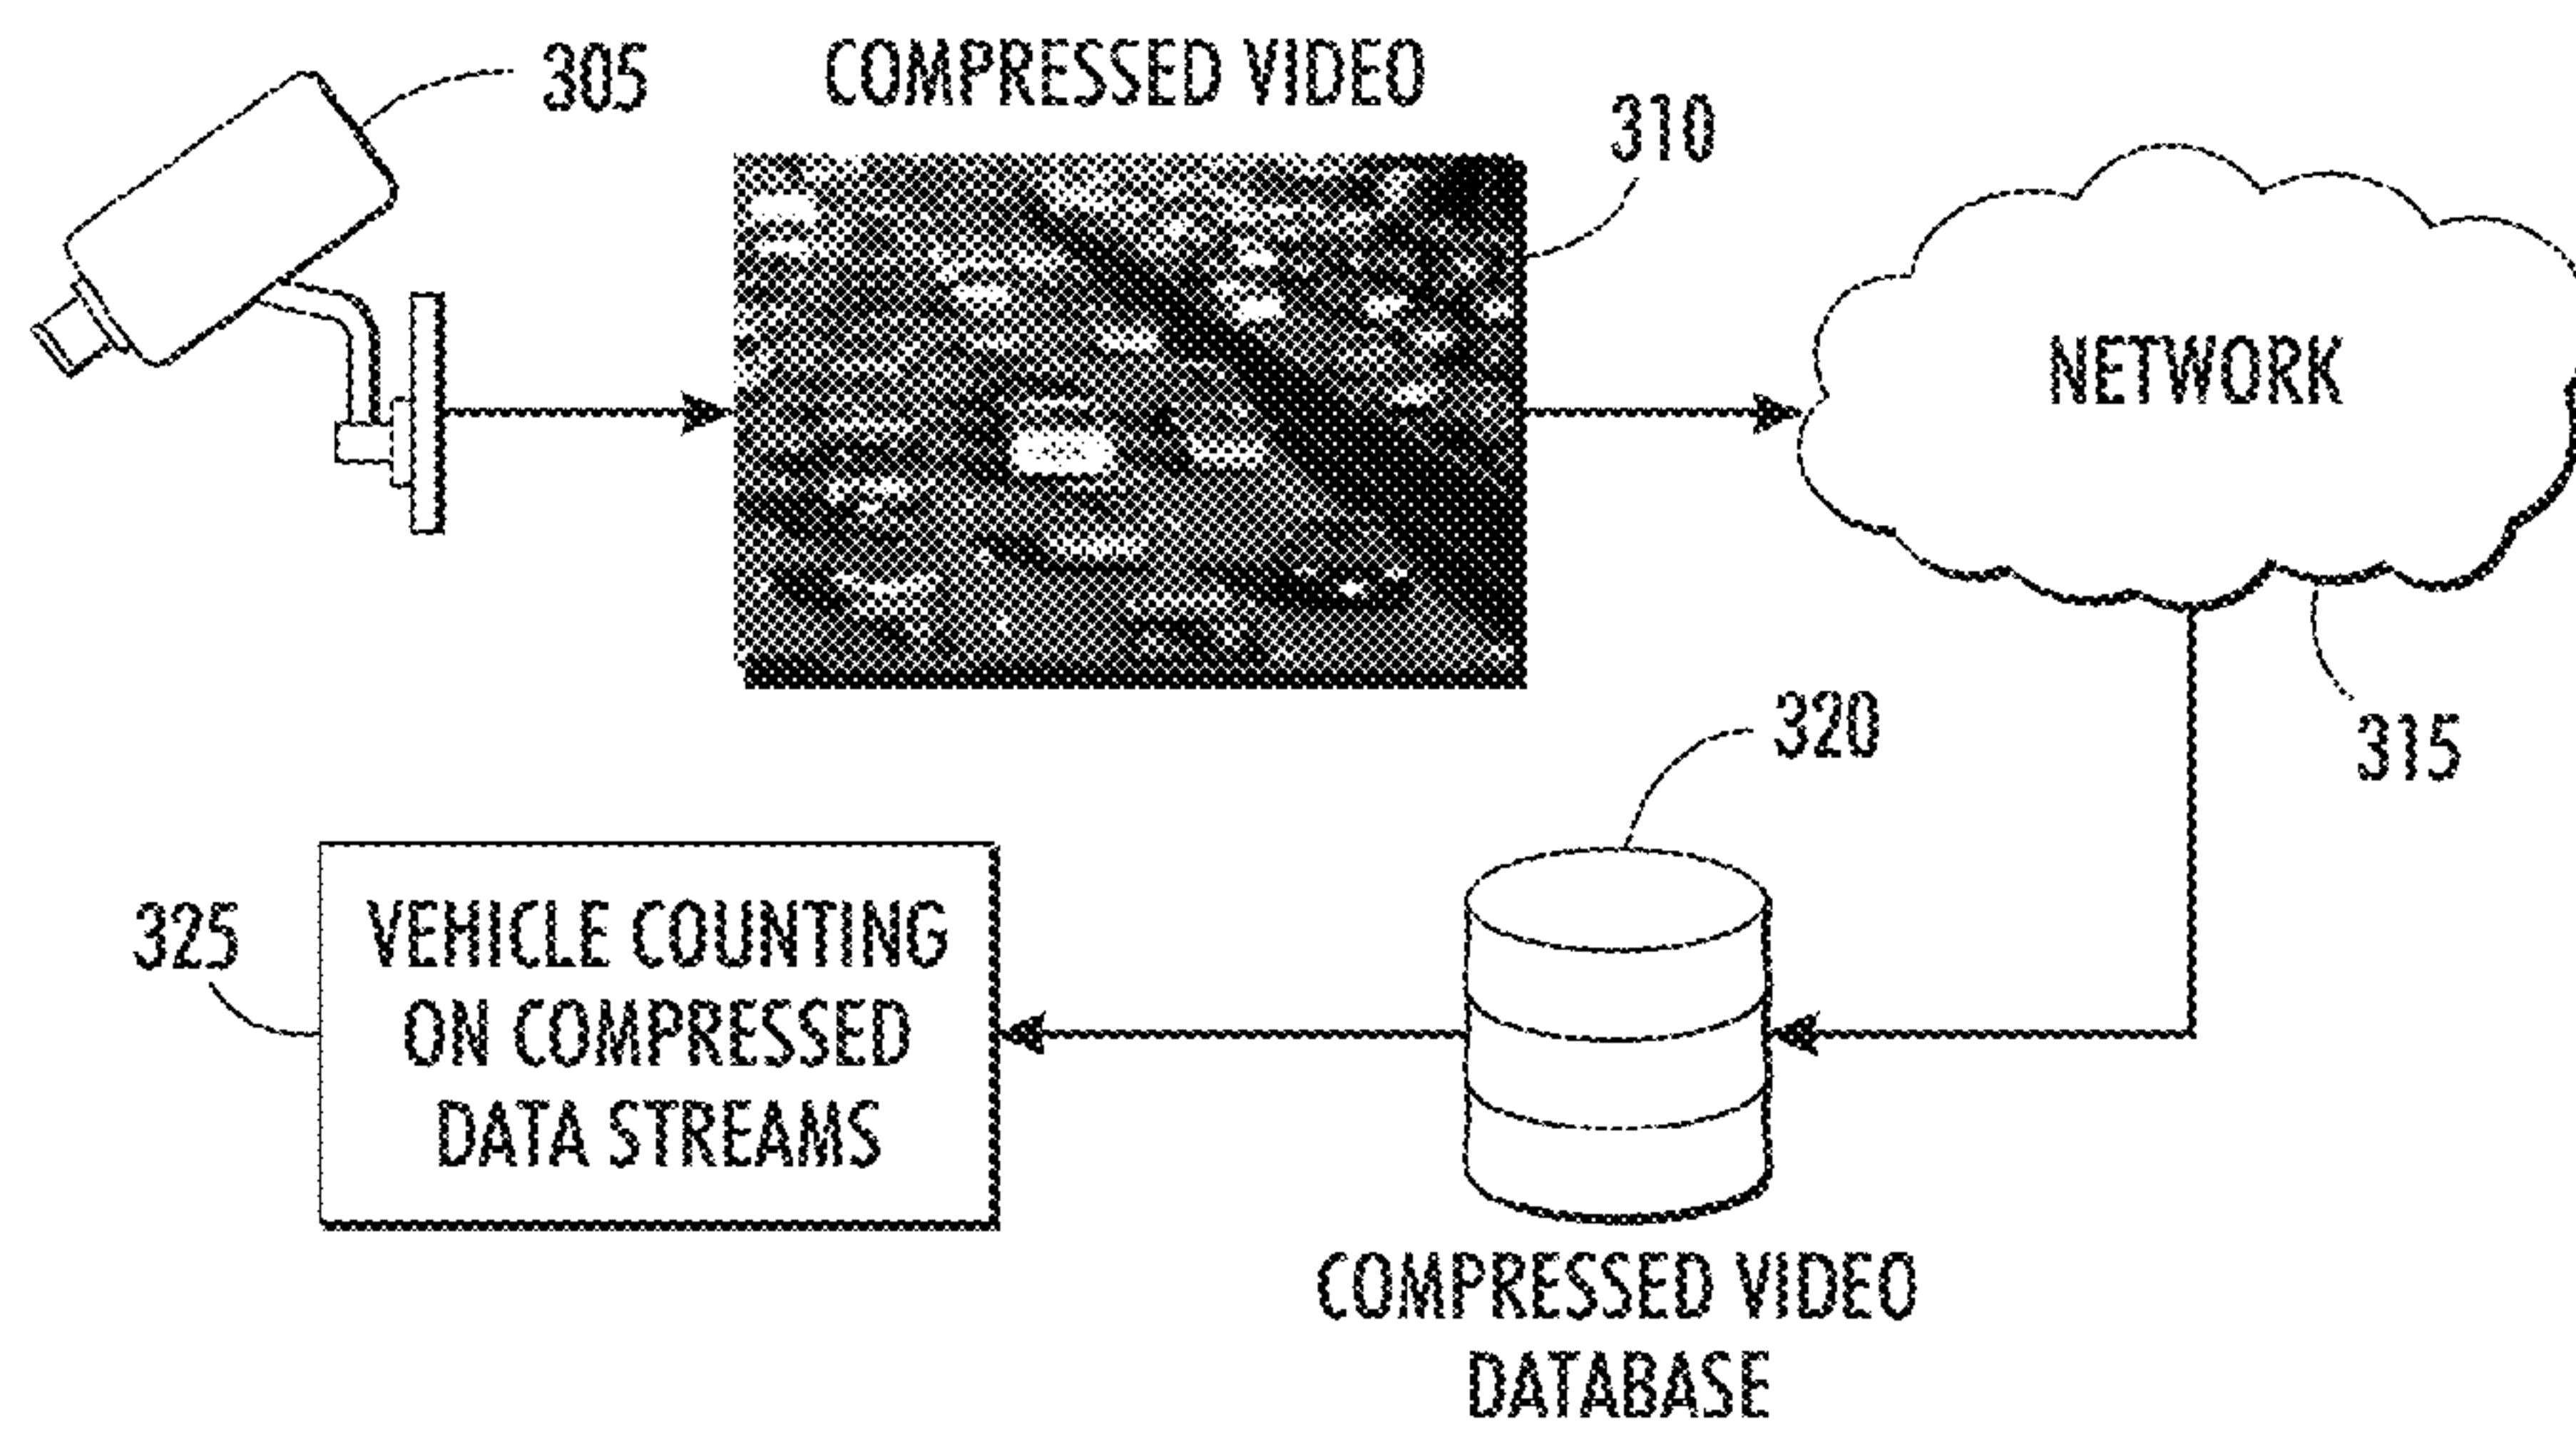 305
COMPRESSED VIDEO
310
NETWORK
315
320
325
VEHICLE COUNTING
ON COMPRESSED
DATA STREAMS
COMPRESSED VIDEO
DATABASE